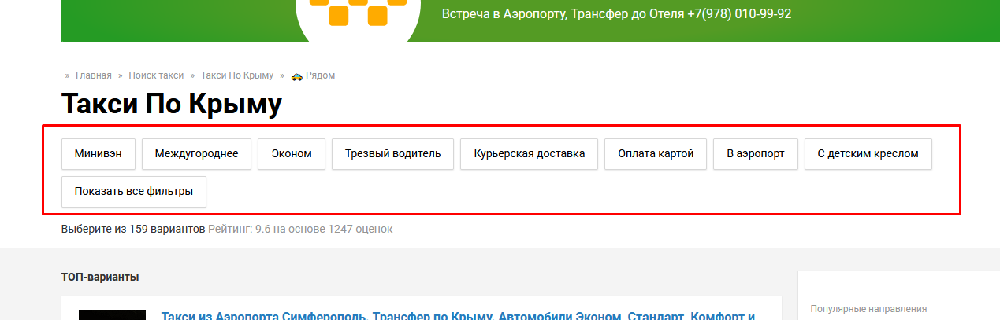 Встреча в Аэропорту, Трансфер до Отеля +7(978) 010-99-92
» Главная » Поиск такси » Такси По Крыму » Рядом
Такси По Крыму
Минивэн Междугороднее Эконом Трезвый водитель Курьерская доставка Оплата картой В аэропорт С детским креслом
Показать все фильтры
Выберите из 159 вариантов Рейтинг: 9.6 на основе 1247 оценок
ТОП-варианты
Популярные направления
Такси из Аэропорта Симферополь, Трансфер по Крыму, Автомобили Эконом, Стандарт, Комфорт и